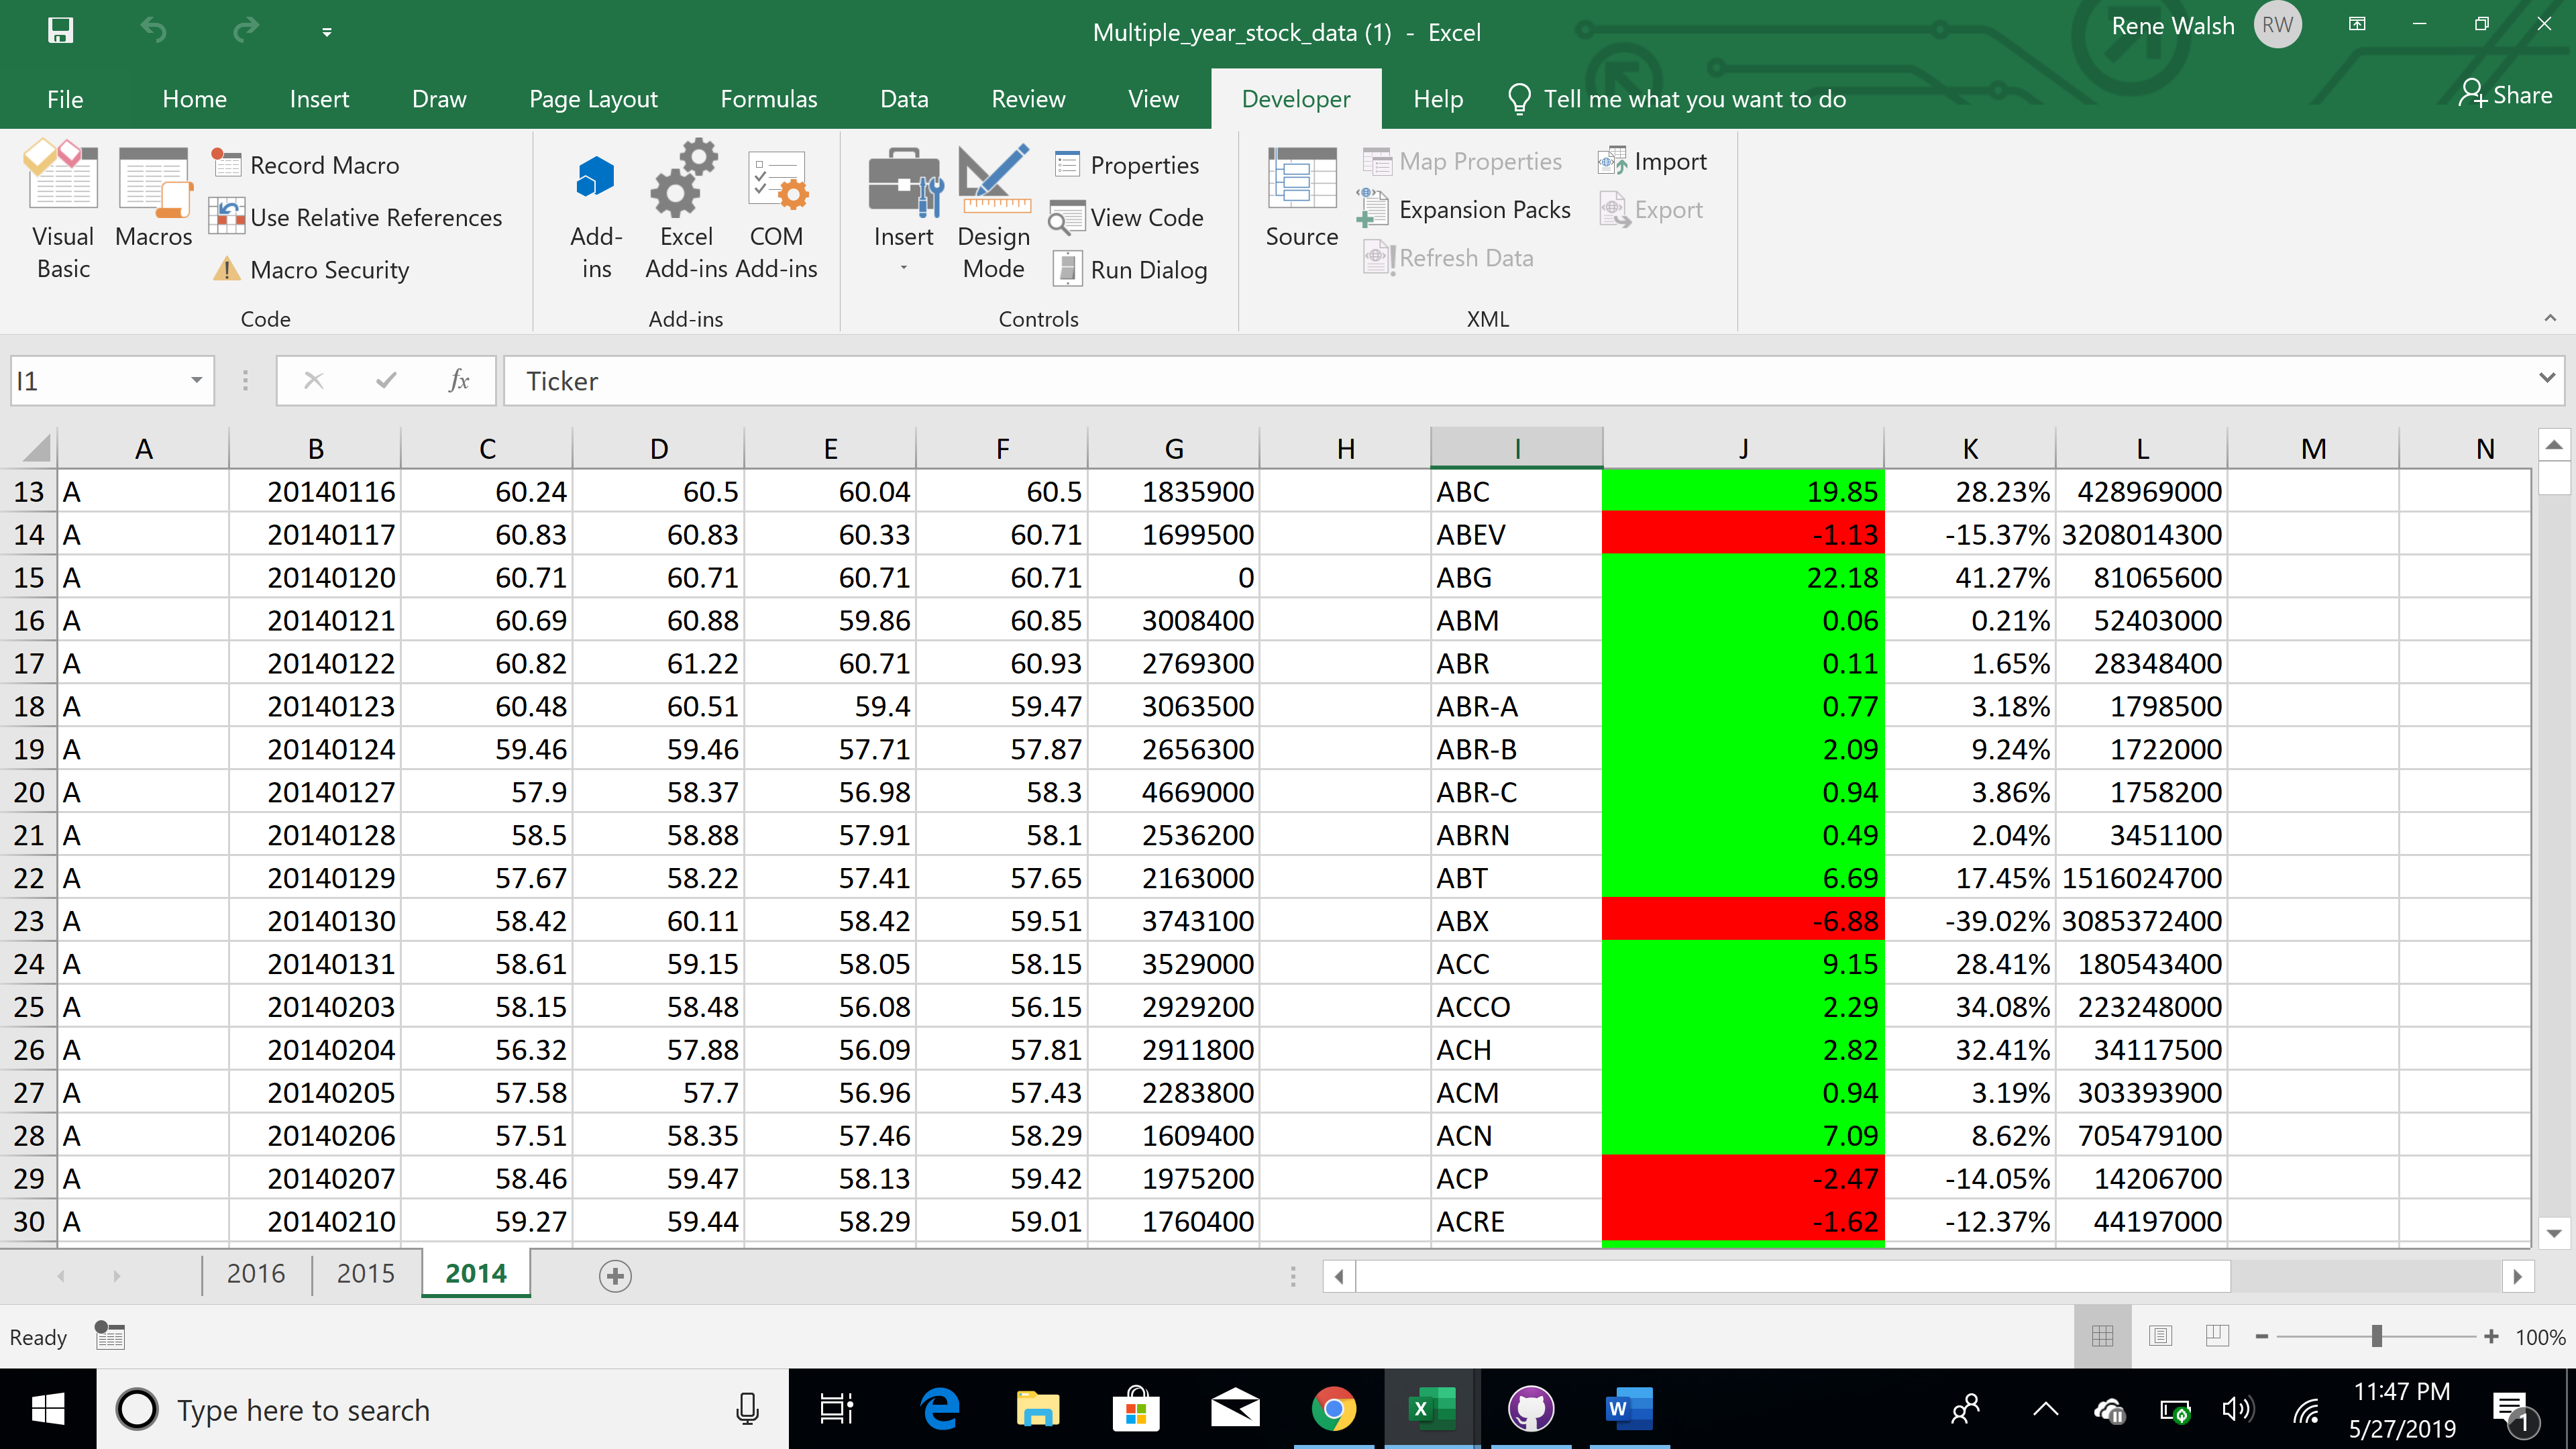 Multiple_year_stock_data (1) - Excel
Rene Walsh RW
File Home Insert Draw Page Layout Formulas Data Review View Developer Help Tell me what you want to do Share
Visual Basic
Macros
Record Macro
Use Relative References
Macro Security
Code
Add-ins
Excel Add-ins
COM Add-ins
Add-ins
Insert
Design Mode
Properties
View Code
Run Dialog
Controls
Source
Map Properties
Expansion Packs
Refresh Data
Import
Export
XML
I1 fx Ticker
A B C D E F G H I J K L M N
13 A 20140116 60.24 60.5 60.04 60.5 1835900 ABC 19.85 28.23% 428969000
14 A 20140117 60.83 60.83 60.33 60.71 1699500 ABEV -1.13 -15.37% 3208014300
15 A 20140120 60.71 60.71 60.71 60.71 0 ABG 22.18 41.27% 81065600
16 A 20140121 60.69 60.88 59.86 60.85 3008400 ABM 0.06 0.21% 52403000
17 A 20140122 60.82 61.22 60.71 60.93 2769300 ABR 0.11 1.65% 28348400
18 A 20140123 60.48 60.51 59.4 59.47 3063500 ABR-A 0.77 3.18% 1798500
19 A 20140124 59.46 59.46 57.71 57.87 2656300 ABR-B 2.09 9.24% 1722000
20 A 20140127 57.9 58.37 56.98 58.3 4669000 ABR-C 0.94 3.86% 1758200
21 A 20140128 58.5 58.88 57.91 58.1 2536200 ABRN 0.49 2.04% 3451100
22 A 20140129 57.67 58.22 57.41 57.65 2163000 ABT 6.69 17.45% 1516024700
23 A 20140130 58.42 60.11 58.42 59.51 3743100 ABX -6.88 -39.02% 3085372400
24 A 20140131 58.61 59.15 58.05 58.15 3529000 ACC 9.15 28.41% 180543400
25 A 20140203 58.15 58.48 56.08 56.15 2929200 ACCO 2.29 34.08% 223248000
26 A 20140204 56.32 57.88 56.09 57.81 2911800 ACH 2.82 32.41% 34117500
27 A 20140205 57.58 57.7 56.96 57.43 2283800 ACM 0.94 3.19% 303393900
28 A 20140206 57.51 58.35 57.46 58.29 1609400 ACN 7.09 8.62% 705479100
29 A 20140207 58.46 59.47 58.13 59.42 1975200 ACP -2.47 -14.05% 14206700
30 A 20140210 59.27 59.44 58.29 59.01 1760400 ACRE -1.62 -12.37% 44197000
2016 2015 2014
Ready 100%
Type here to search
11:47 PM
5/27/2019
1